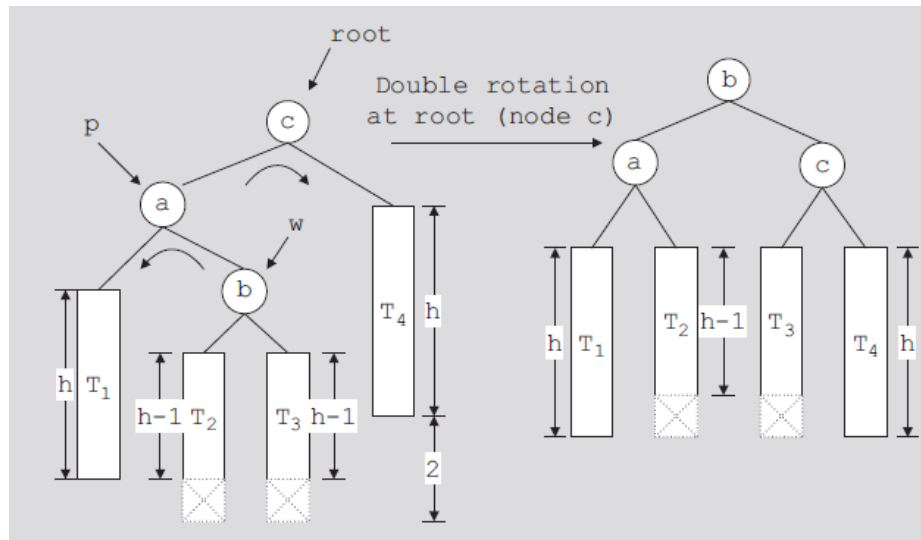 root
Double rotation
at root (node c)
p
c
b
a
c
a
w
b
T4
h
h
T1
h-1
T2
T3
h-1
2
h
T1
T2
h-1
T3
T4
h